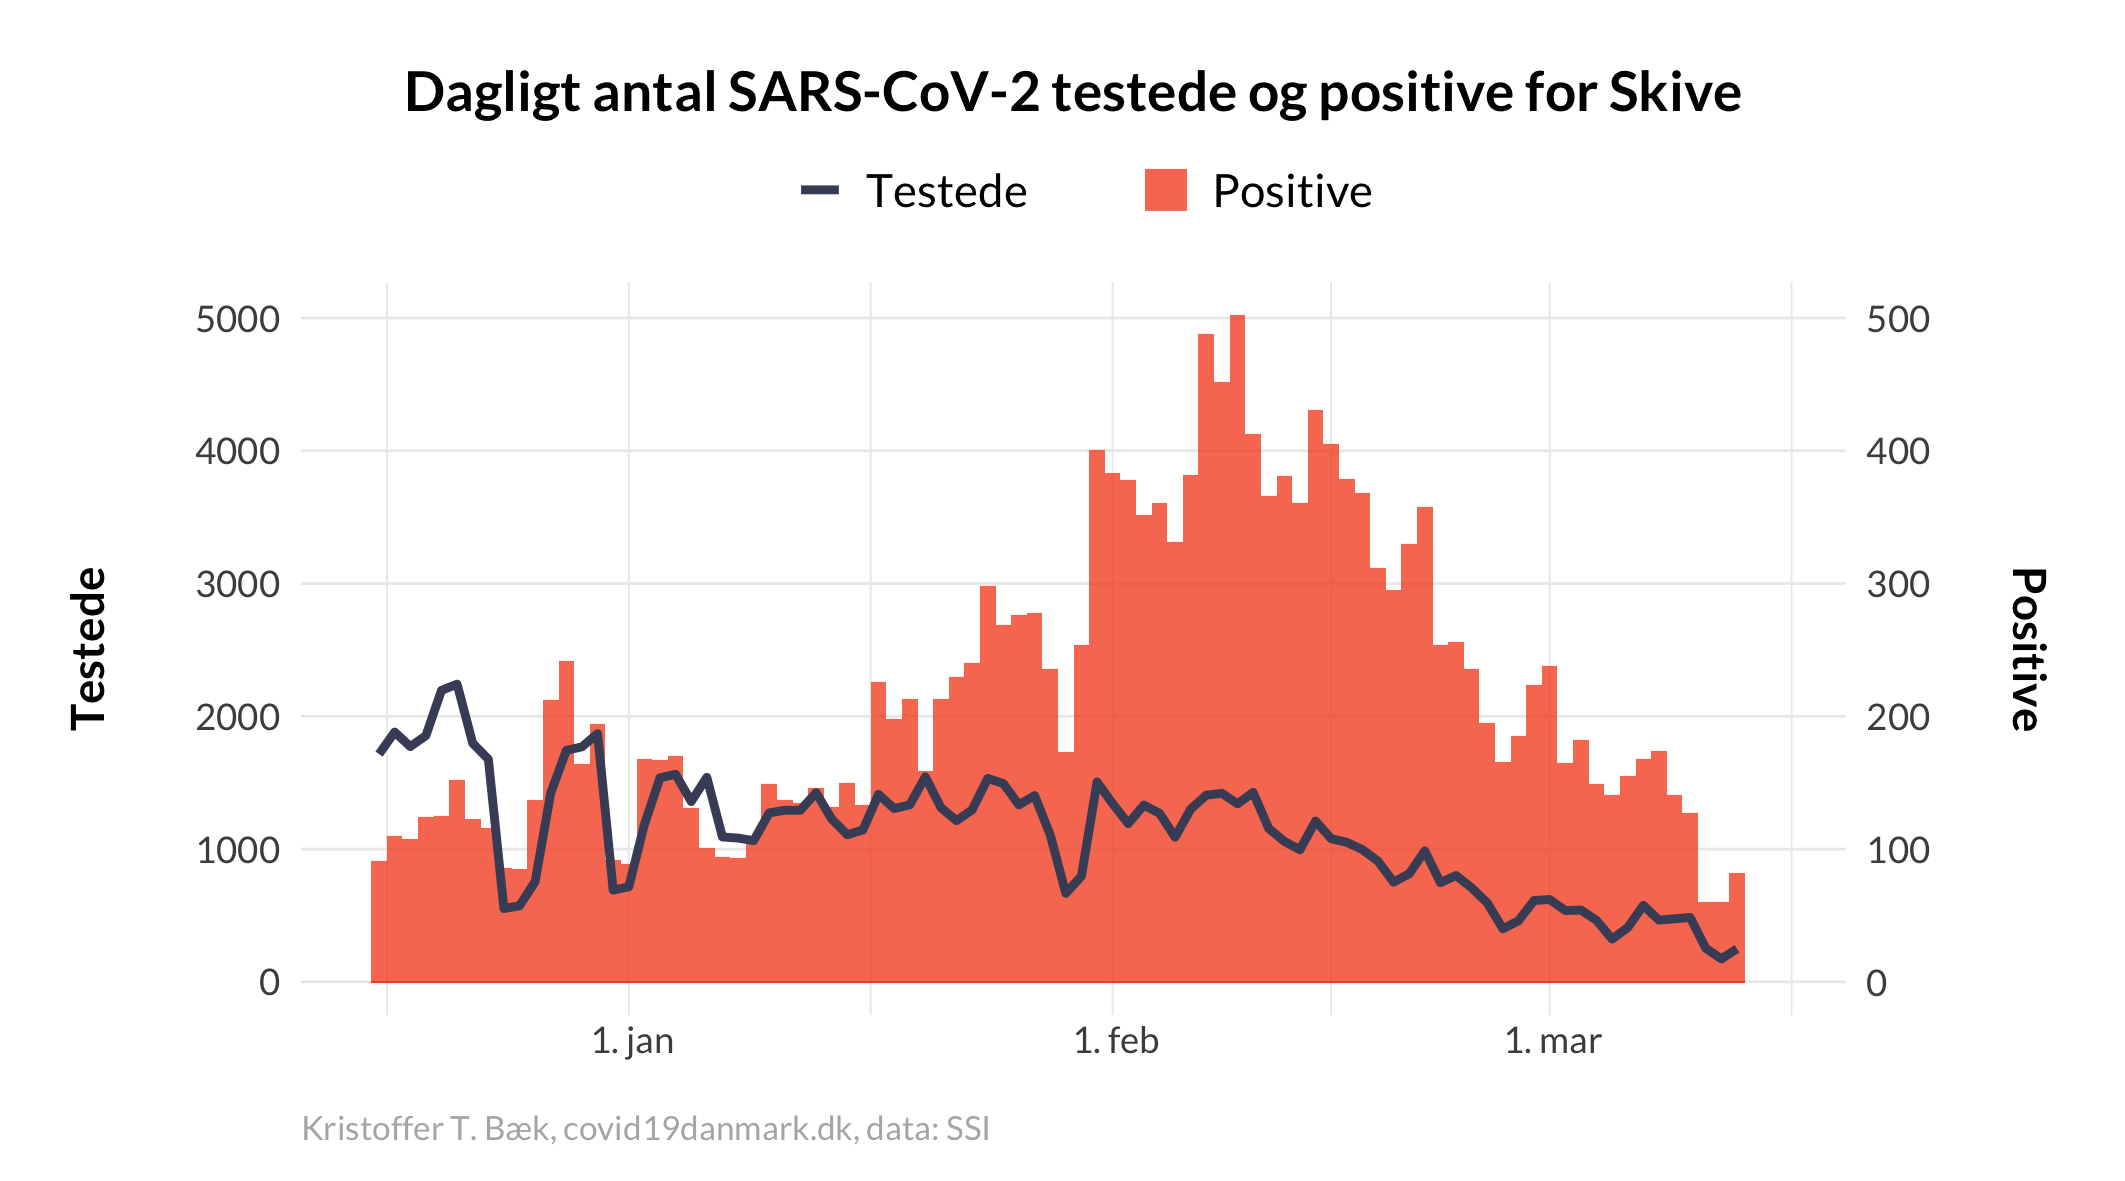 Dagligt antal SARS-CoV-2 testede og positive for Skive
Testede
Positive
5000
4000
3000
2000
1000
0
500
400
300
200
100
0
Testede
Positive
1. jan
1. feb
1. mar
Kristoffer T. Bæk, covid19danmark.dk, data: SSI